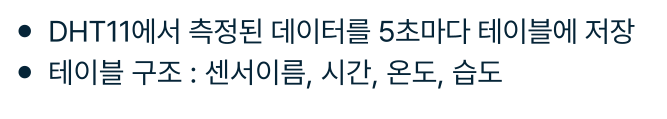 • DHT11에서 측정된 데이터를 5초마다 테이블에 저장
• 테이블 구조 : 센서이름, 시간, 온도, 습도